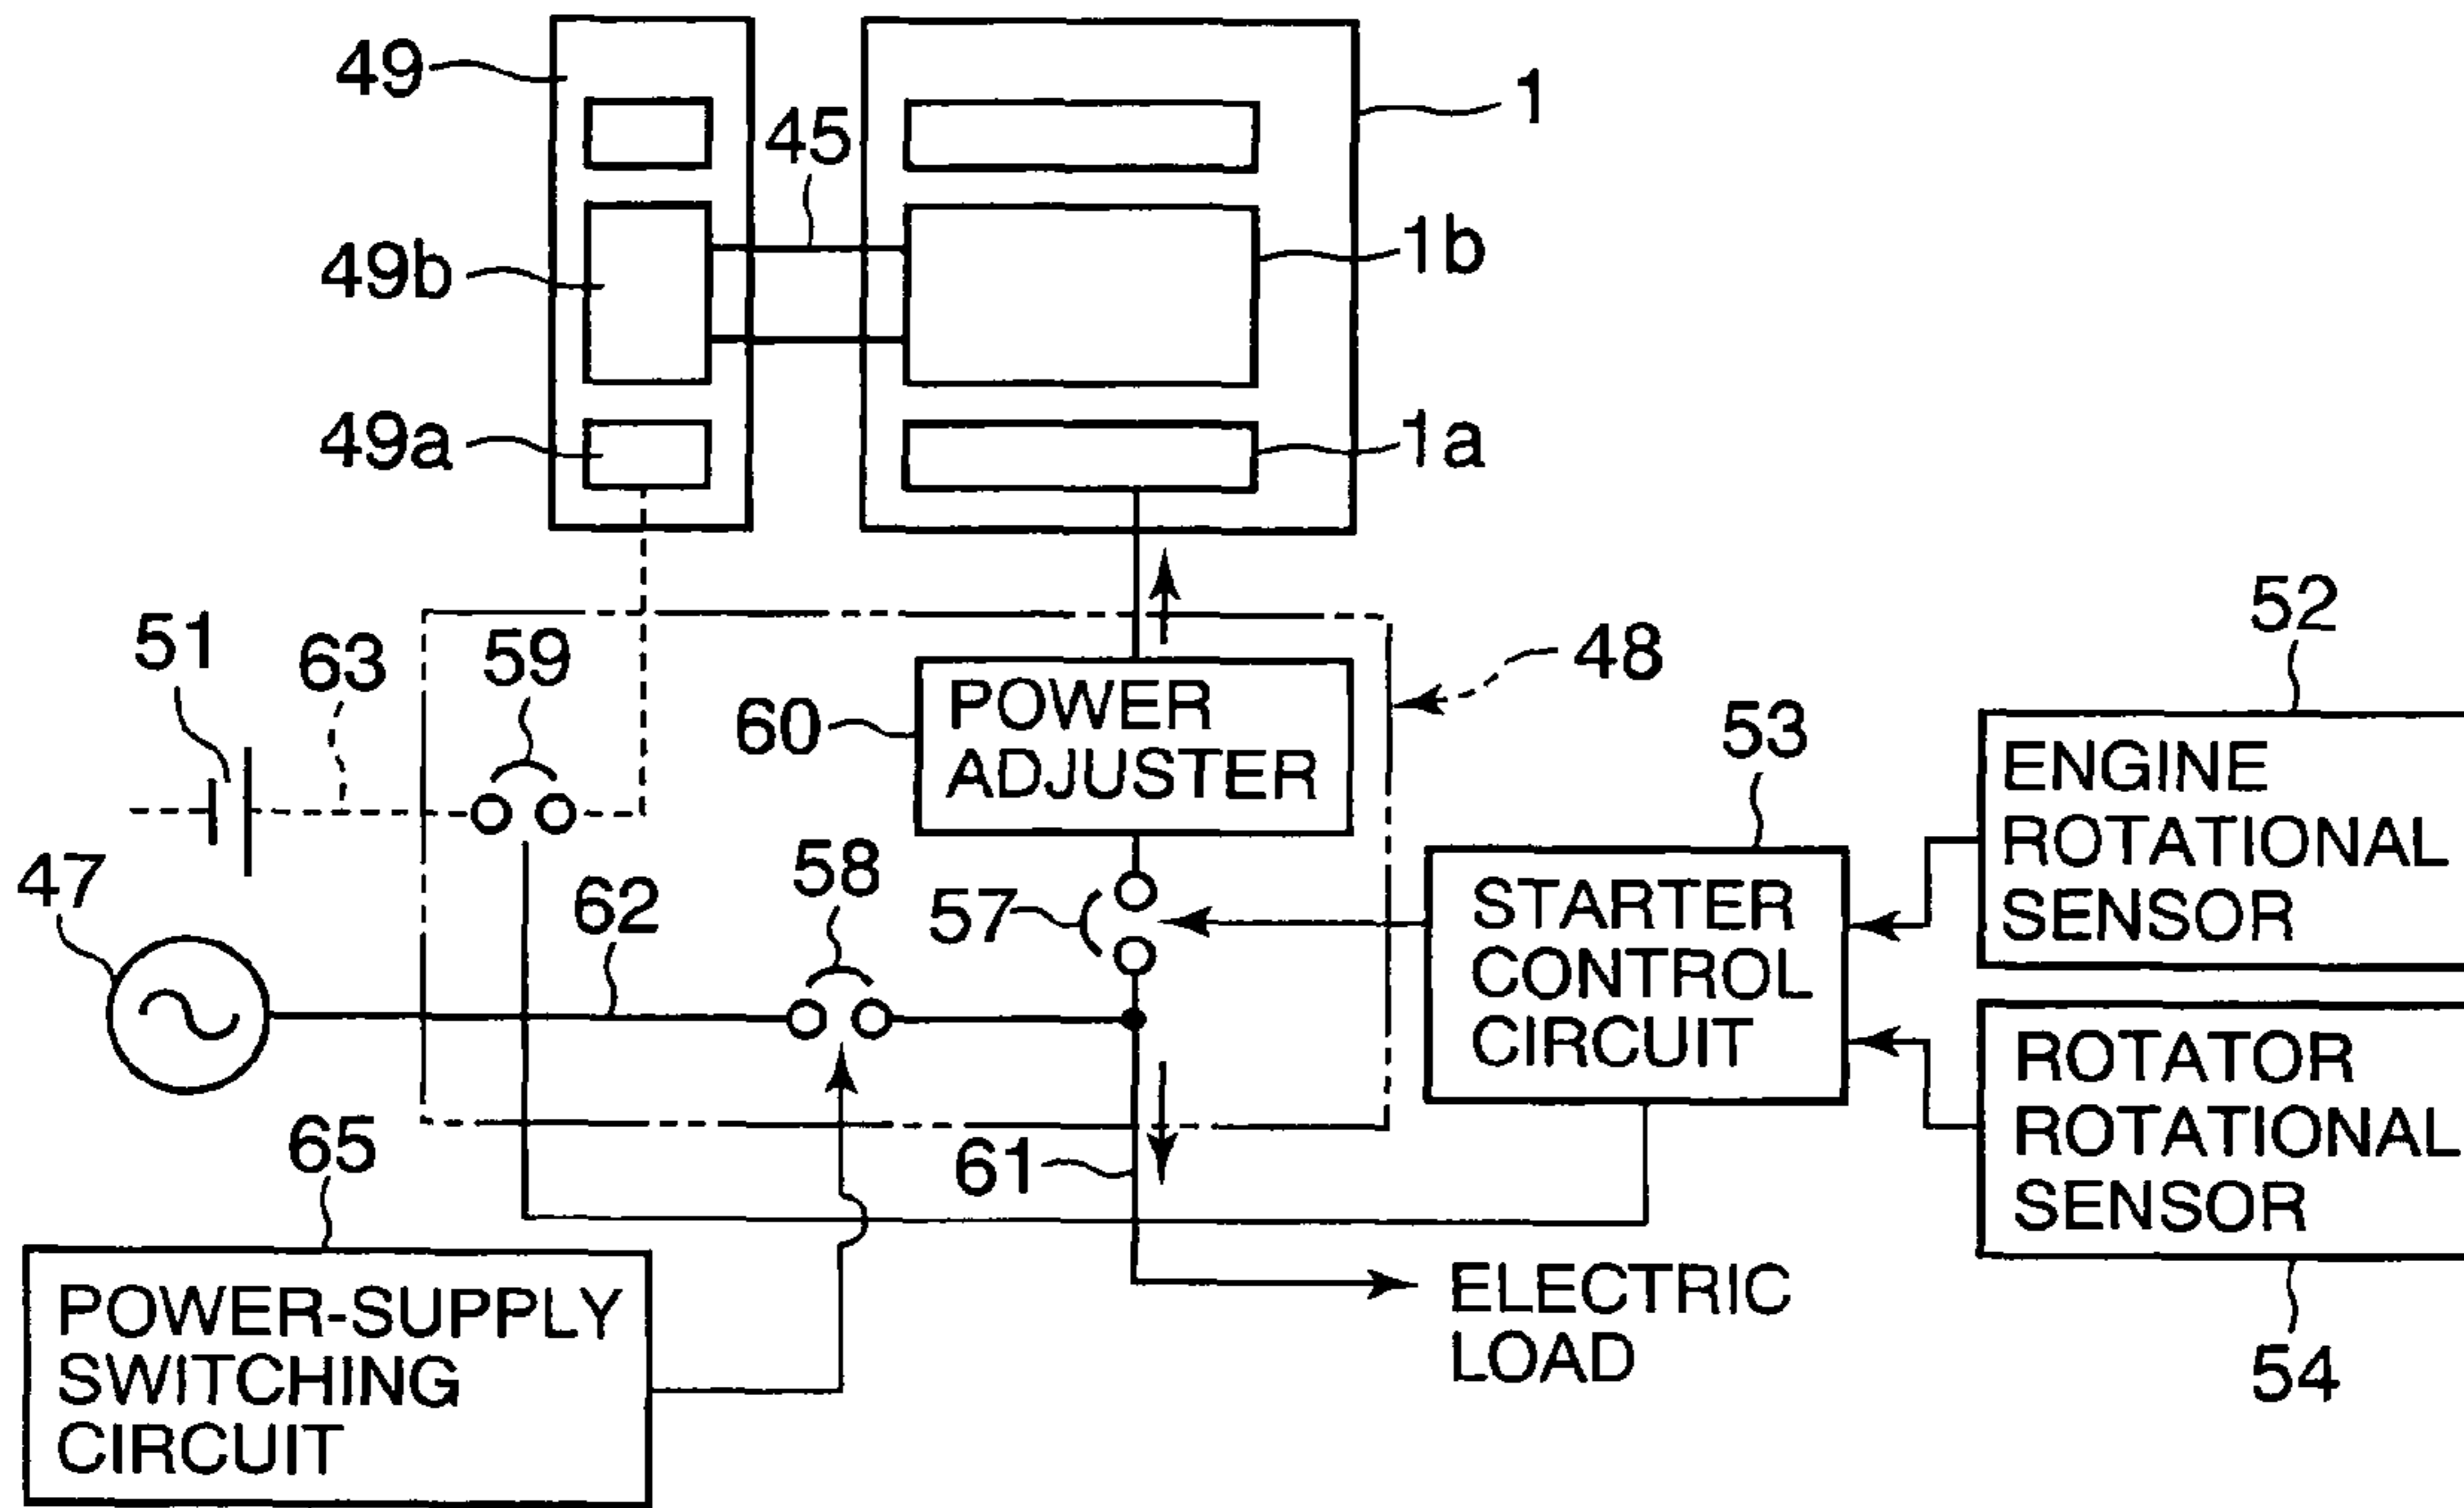 49
45
1
49b
1b
49a
1a
51
63
59
48
52
60
POWER
ADJUSTER
53
ENGINE
ROTATIONAL
SENSOR
47
62
58
57
STARTER
CONTROL
CIRCUIT
ROTATOR
ROTATIONAL
SENSOR
65
61
POWER-SUPPLY
SWITCHING
CIRCUIT
ELECTRIC
LOAD
54